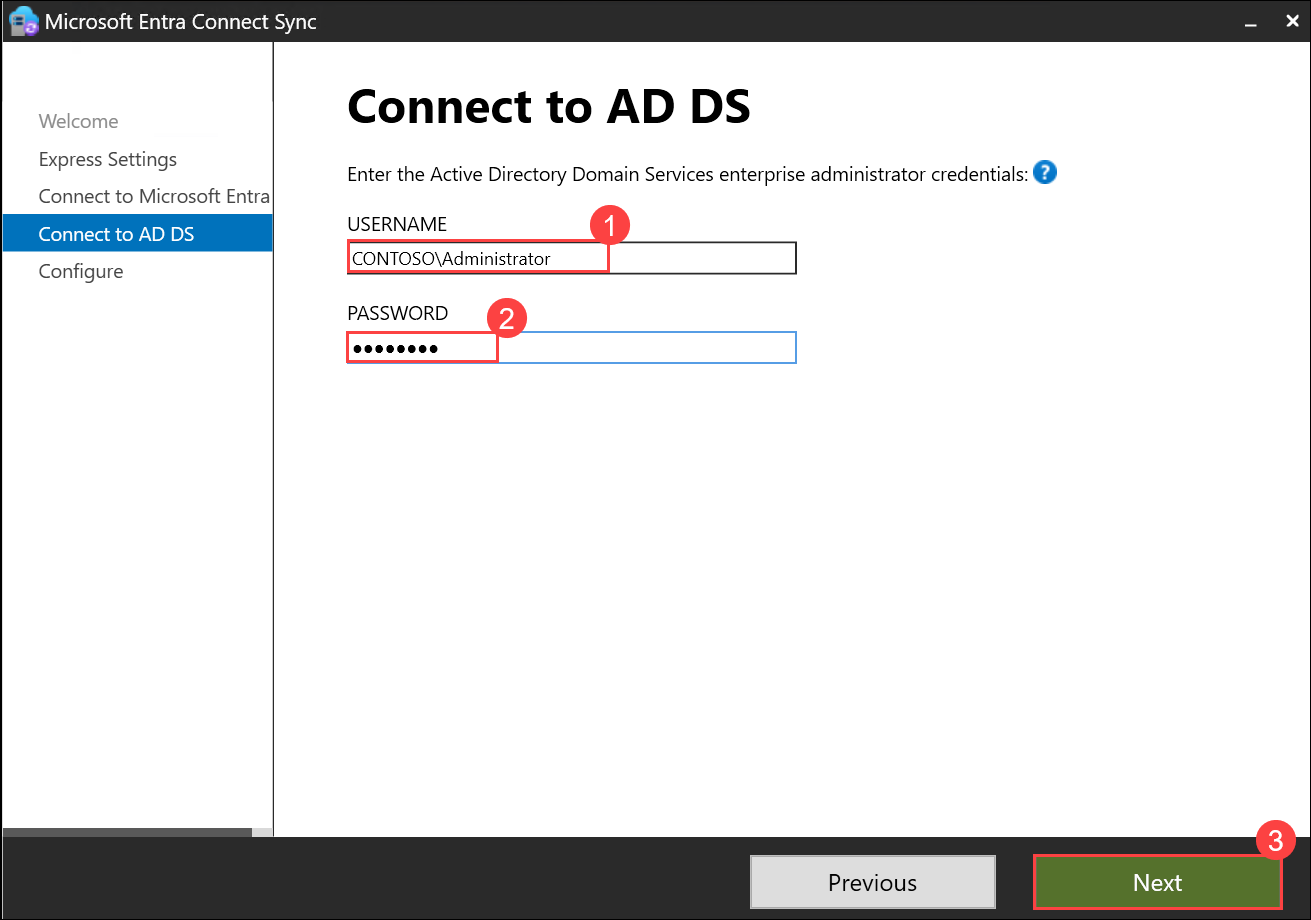 Microsoft Entra Connect Sync
Welcome
Express Settings
Connect to Microsoft Entra
Connect to AD DS
Configure
Connect to AD DS
Enter the Active Directory Domain Services enterprise administrator credentials: ?
USERNAME
1
CONTOSO\Administrator
PASSWORD
2
●●●●●●●●
3
Previous
Next